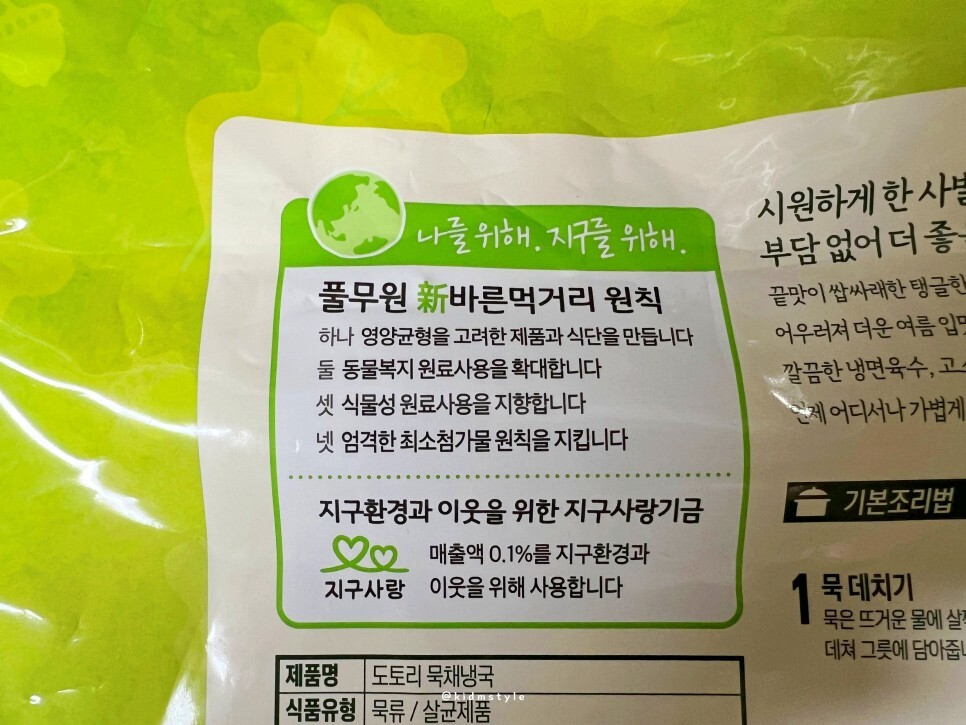 나를 위해. 지구를 위해.
풀무원 新바른먹거리 원칙
하나 영양균형을 고려한 제품과 식단을 만듭니다
둘 동물복지 원료사용을 확대합니다
셋 식물성 원료사용을 지향합니다
넷 엄격한 최소첨가물 원칙을 지킵니다
지구환경과 이웃을 위한 지구사랑기금
지구사랑
매출액 0.1%를 지구환경과
이웃을 위해 사용합니다
제품명 도토리 묵채냉국
식품유형 묵류 / 살균제품
시원하게 한 사발
부담 없어 더 좋
끝맛이 쌉싸래한 탱글한
어우러져 더운 여름 입맛
깔끔한 냉면육수, 고소
언제 어디서나 가볍게
기본조리법
1 묵 데치기
묵은 뜨거운 물에 살짝
데쳐 그릇에 담아줍니
@kidmstyle